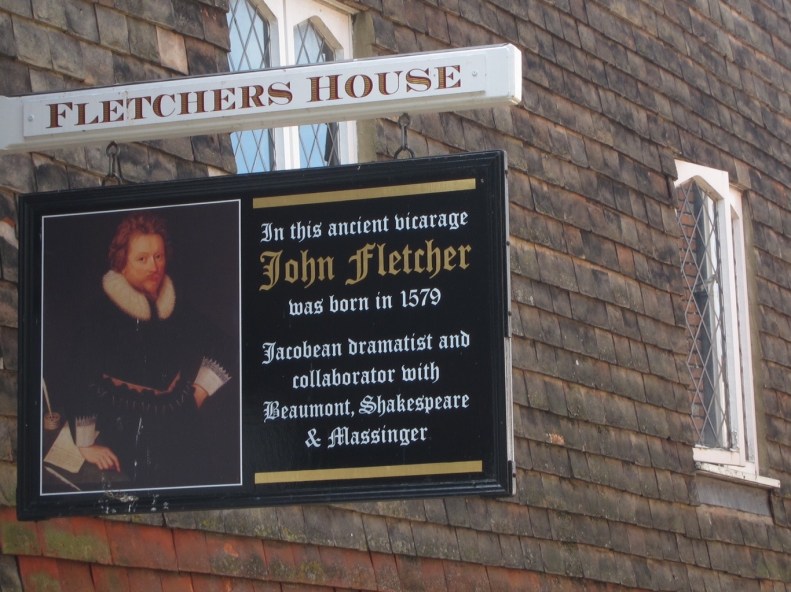 FLETCHERS HOUSE
In this ancient vicarage
John Fletcher
was born in 1579
Jacobean dramatist and
collaborator with
Beaumont, Shakespeare
& Massinger